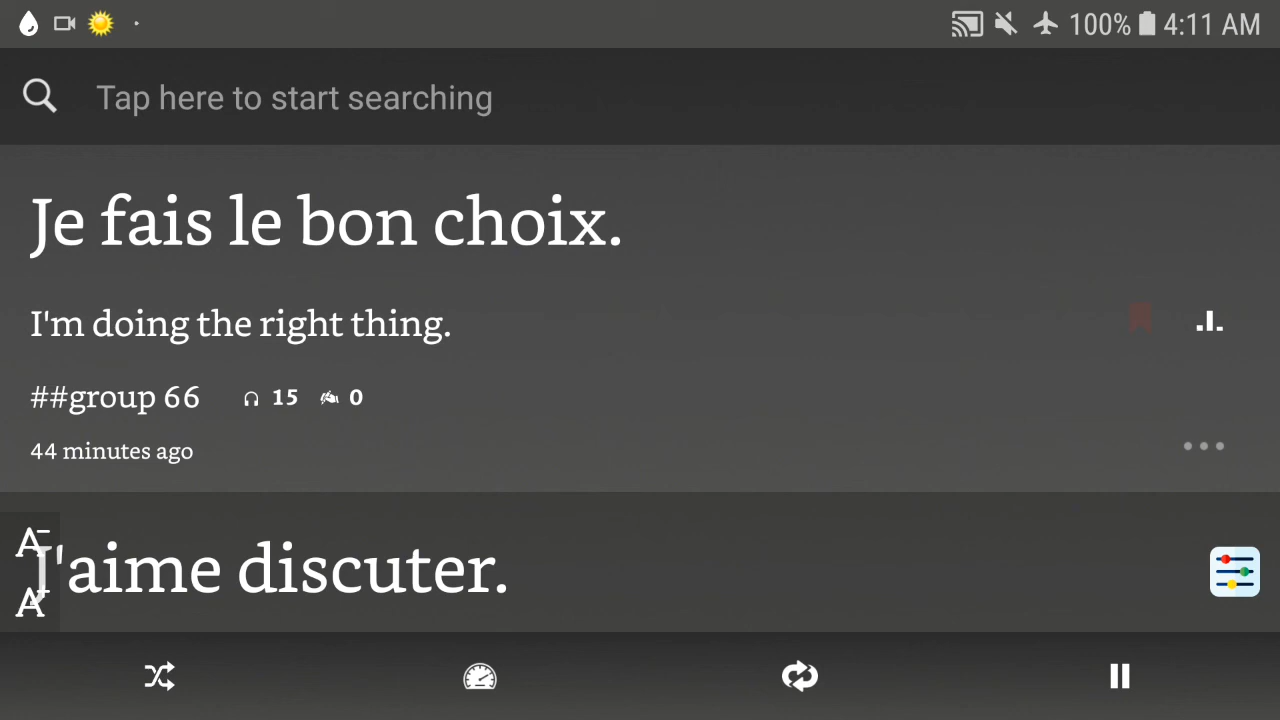 100% 4:11 AM
Tap here to start searching
Je fais le bon choix.
I'm doing the right thing.
##group 66 15 0
44 minutes ago
J'aime discuter.
A-
A+